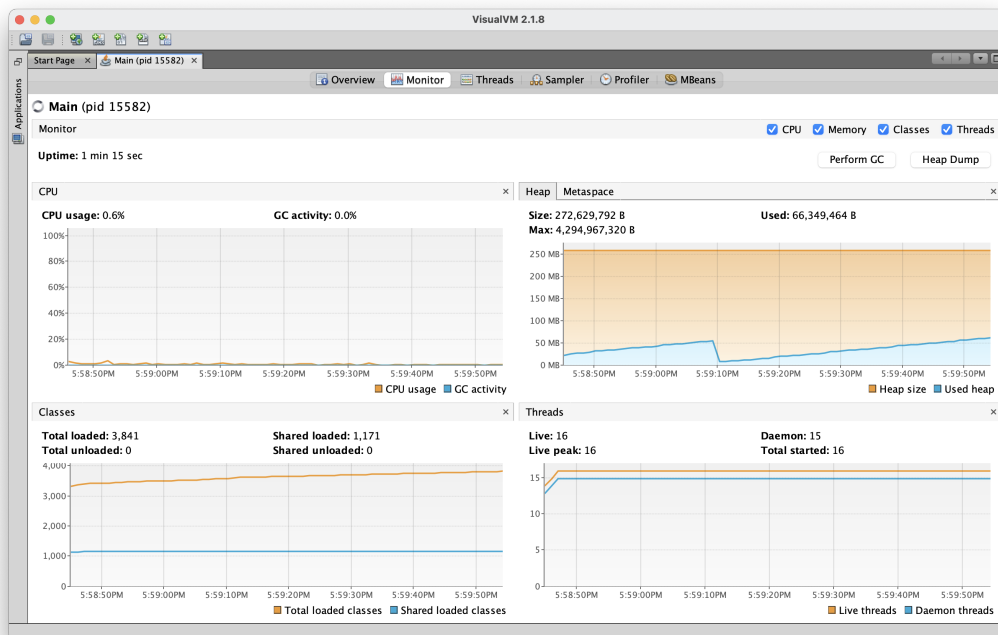 VisualVM 2.1.8
Start Page
Main (pid 15582)
Applications
Overview
Monitor
Threads
Sampler
Profiler
MBeans
Main (pid 15582)
Monitor
CPU
Memory
Classes
Threads
Uptime: 1 min 15 sec
Perform GC
Heap Dump
CPU
CPU usage: 0.6%
GC activity: 0.0%
100%
80%
60%
40%
20%
0%
5:58:50PM 5:59:00PM 5:59:10PM 5:59:20PM 5:59:30PM 5:59:40PM 5:59:50PM
CPU usage GC activity
Heap Metaspace
Size: 272,629,792 B
Used: 66,349,464 B
Max: 4,294,967,320 B
250 MB
200 MB
150 MB
100 MB
50 MB
0 MB
5:58:50PM 5:59:00PM 5:59:10PM 5:59:20PM 5:59:30PM 5:59:40PM 5:59:50PM
Heap size Used heap
Classes
Total loaded: 3,841
Shared loaded: 1,171
Total unloaded: 0
Shared unloaded: 0
4,000
3,000
2,000
1,000
0
5:58:50PM 5:59:00PM 5:59:10PM 5:59:20PM 5:59:30PM 5:59:40PM 5:59:50PM
Total loaded classes Shared loaded classes
Threads
Live: 16
Daemon: 15
Live peak: 16
Total started: 16
15
10
5
0
5:58:50PM 5:59:00PM 5:59:10PM 5:59:20PM 5:59:30PM 5:59:40PM 5:59:50PM
Live threads Daemon threads